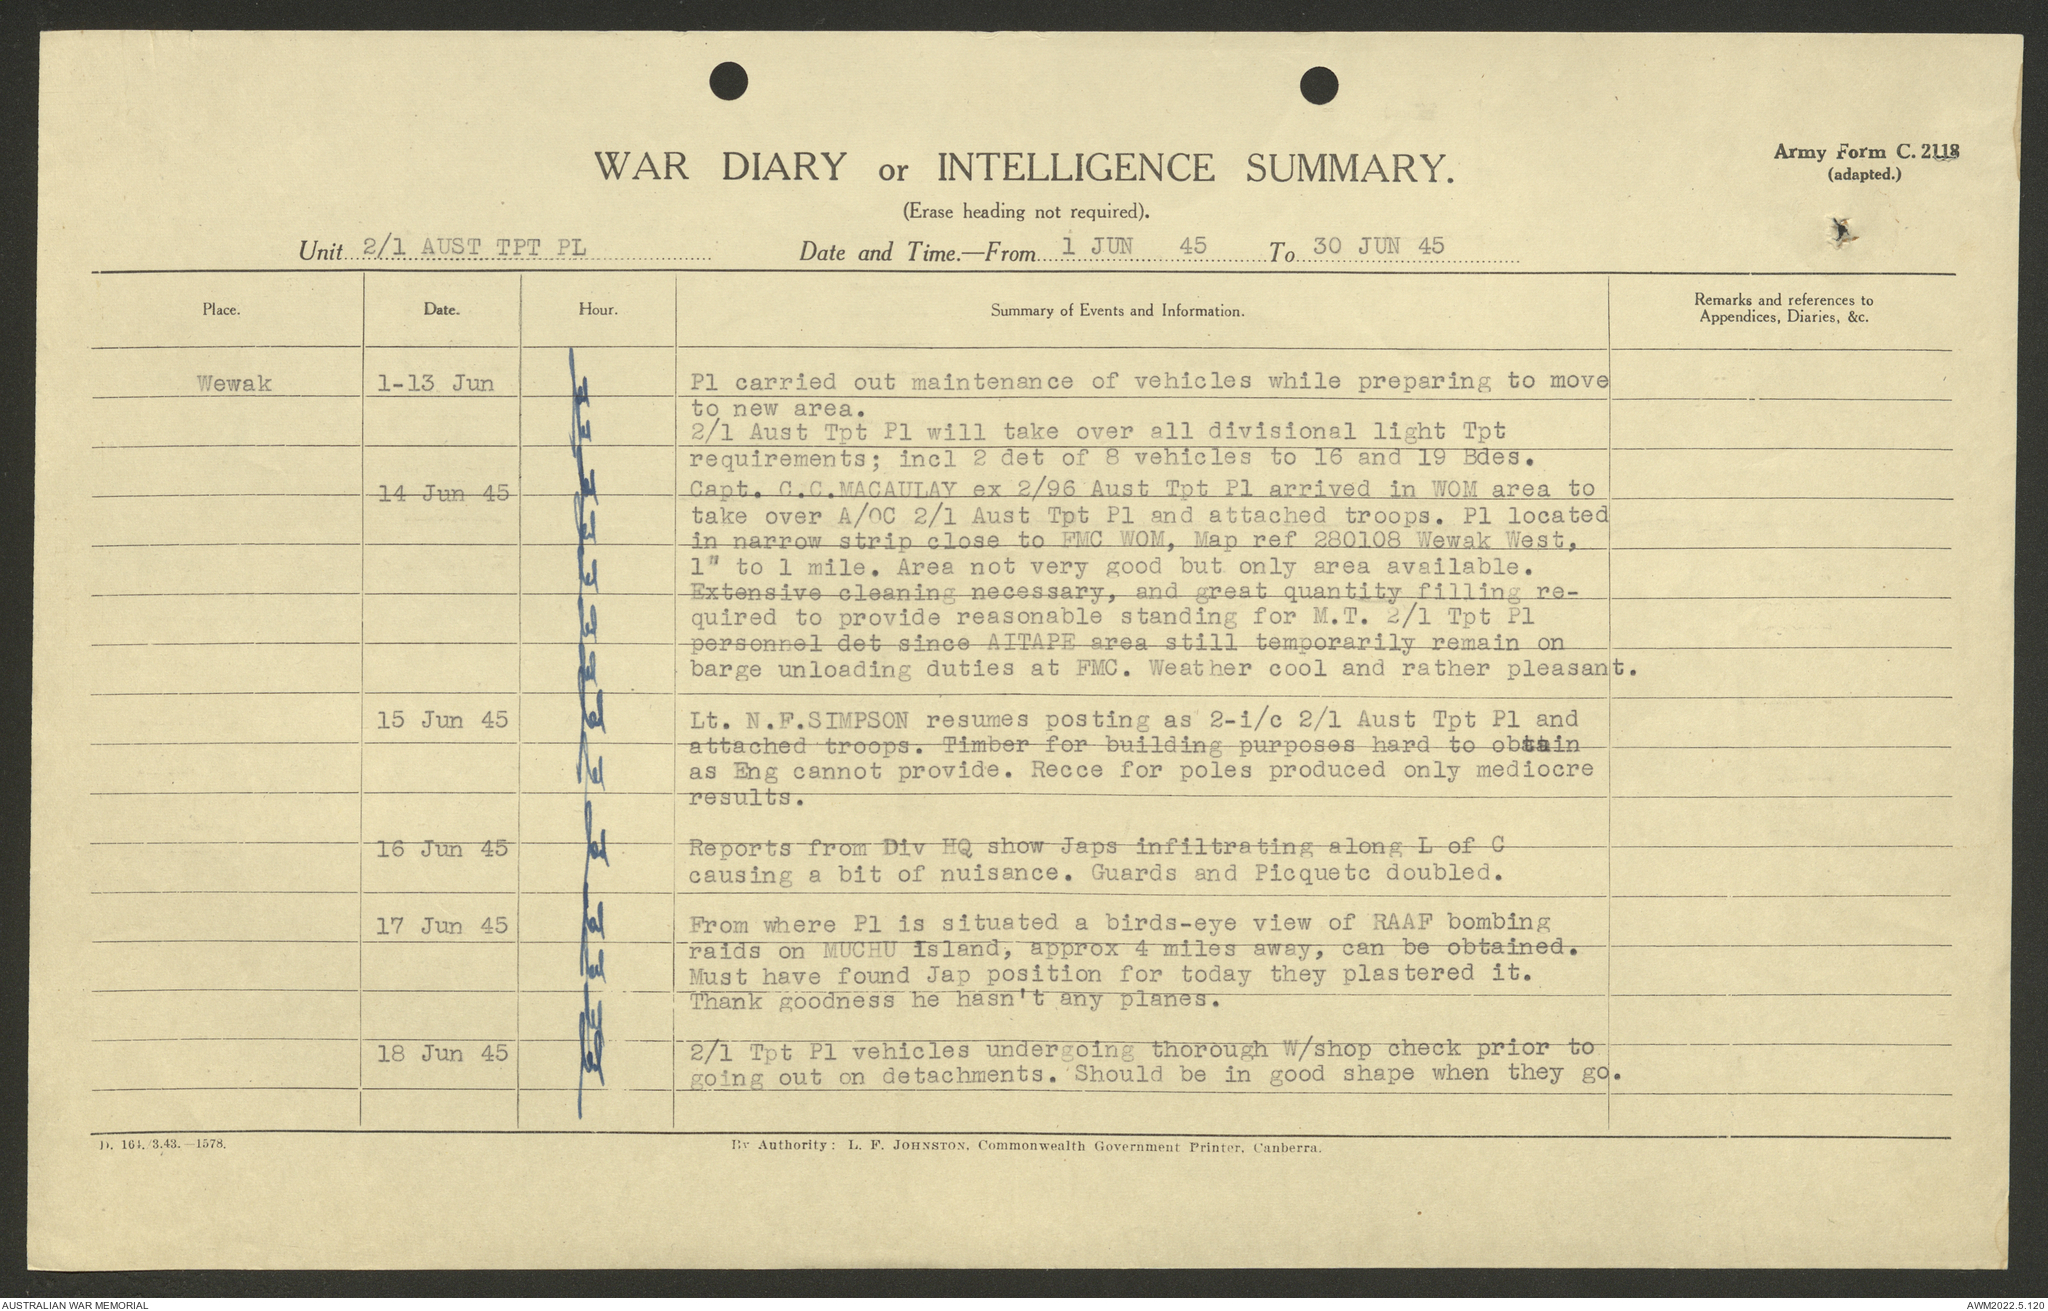 WAR DIARY or INTELLIGENCE SUMMARY.
Army Form C. 2118
(adapted.)
(Erase heading not required).
Unit 2/1 AUST TPT PL Date and Time.—From 1 JUN 45 To 30 JUN 45
Place. Date. Hour. Summary of Events and Information. Remarks and references to
Appendices, Diaries, &c.
Wewak 1-13 Jun Pl carried out maintenance of vehicles while preparing to move
to new area.
2/1 Aust Tpt Pl will take over all divisional light Tpt
requirements; incl 2 det of 8 vehicles to 16 and 19 Bdes.
14 Jun 45 Capt. C.C.MACAULAY ex 2/96 Aust Tpt Pl arrived in WOM area to
take over A/OC 2/1 Aust Tpt Pl and attached troops. Pl located
in narrow strip close to FMC WOM, Map ref 280108 Wewak West,
1" to 1 mile. Area not very good but only area available.
Extensive cleaning necessary, and great quantity filling re-
quired to provide reasonable standing for M.T. 2/1 Tpt Pl
personnel det since AITAPE area still temporarily remain on
barge unloading duties at FMC. Weather cool and rather pleasant.
15 Jun 45 Lt. N.F.SIMPSON resumes posting as 2-i/c 2/1 Aust Tpt Pl and
attached troops. Timber for building purposes hard to obtain
as Eng cannot provide. Recce for poles produced only mediocre
results.
16 Jun 45 Reports from Div HQ show Japs infiltrating along L of C
causing a bit of nuisance. Guards and Picquetc doubled.
17 Jun 45 From where Pl is situated a birds-eye view of RAAF bombing
raids on MUCHU Island, approx 4 miles away, can be obtained.
Must have found Jap position for today they plastered it.
Thank goodness he hasn't any planes.
18 Jun 45 2/1 Tpt Pl vehicles undergoing thorough W/shop check prior to
going out on detachments. Should be in good shape when they go.
D. 164./3.43.—1578. By Authority: L. F. JOHNSTON, Commonwealth Government Printer, Canberra.
AUSTRALIAN WAR MEMORIAL AWM2022.5.120